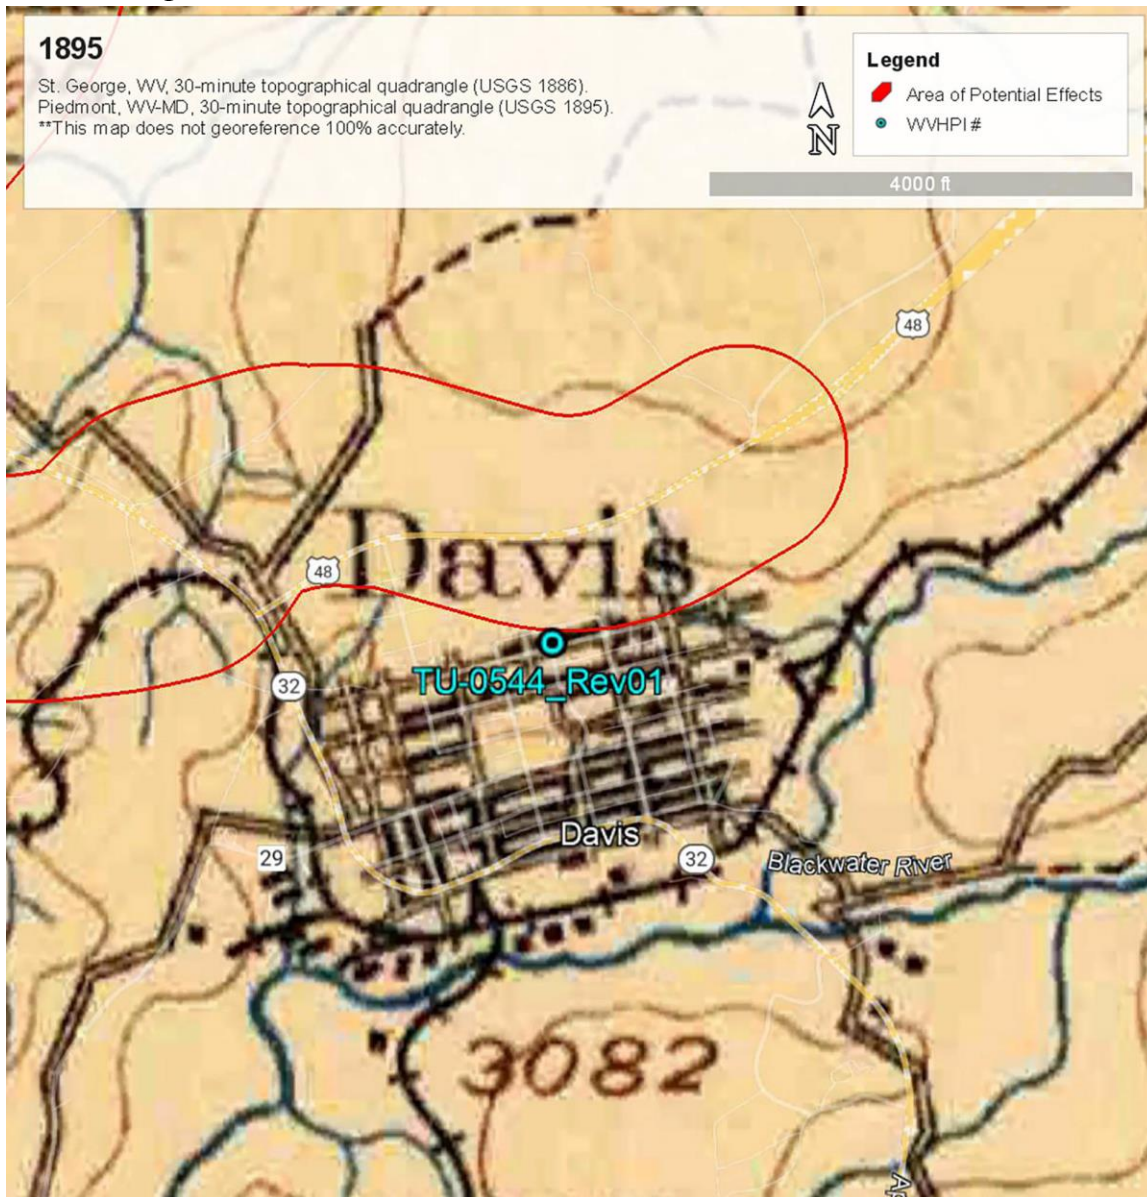 1895
St. George, WV, 30-minute topographical quadrangle (USGS 1886).
Piedmont, WV-MD, 30-minute topographical quadrangle (USGS 1895).
**This map does not georeference 100% accurately.
N
Legend
Area of Potential Effects
WVHPI #
4000 ft
48
Davis
48
32
TU-0544_Rev01
Davis
29
32
Blackwater River
3082